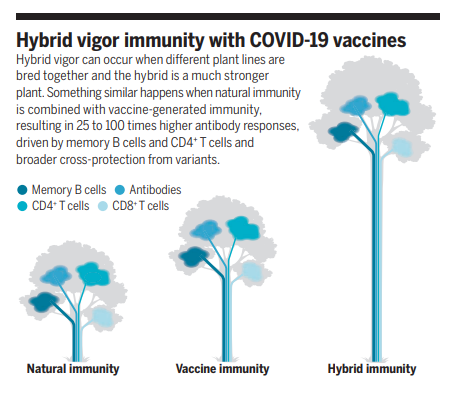 Hybrid vigor immunity with COVID-19 vaccines
Hybrid vigor can occur when different plant lines are
bred together and the hybrid is a much stronger
plant. Something similar happens when natural immunity
is combined with vaccine-generated immunity,
resulting in 25 to 100 times higher antibody responses,
driven by memory B cells and CD4⁺ T cells and
broader cross-protection from variants.
Memory B cells Antibodies
CD4⁺ T cells CD8⁺ T cells
Natural immunity Vaccine immunity Hybrid immunity